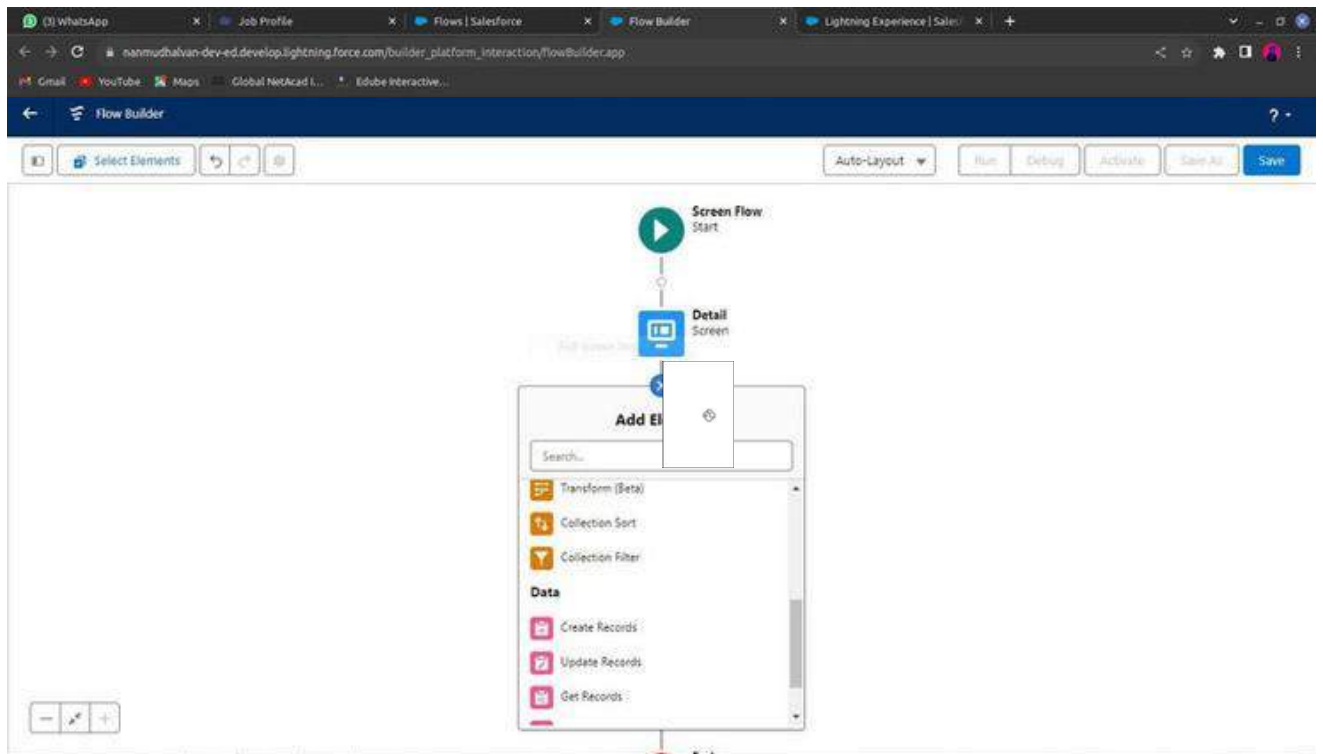 (3) WhatsApp
Job Profile
Flows | Salesforce
Flow Builder
Lightning Experience | Sales
nanmudhalvan-dev-ed.develop.lightning.force.com/builder_platform_interaction/flowBuilder.app
Gmail YouTube Maps Global NetAcad I... Edube Interactive...
Flow Builder ?
Select Elements Auto-Layout Run Debug Activate Save As Save
Screen Flow
Start
Detail
Screen
Add El
Search...
Transform (Beta)
Collection Sort
Collection Filter
Data
Create Records
Update Records
Get Records